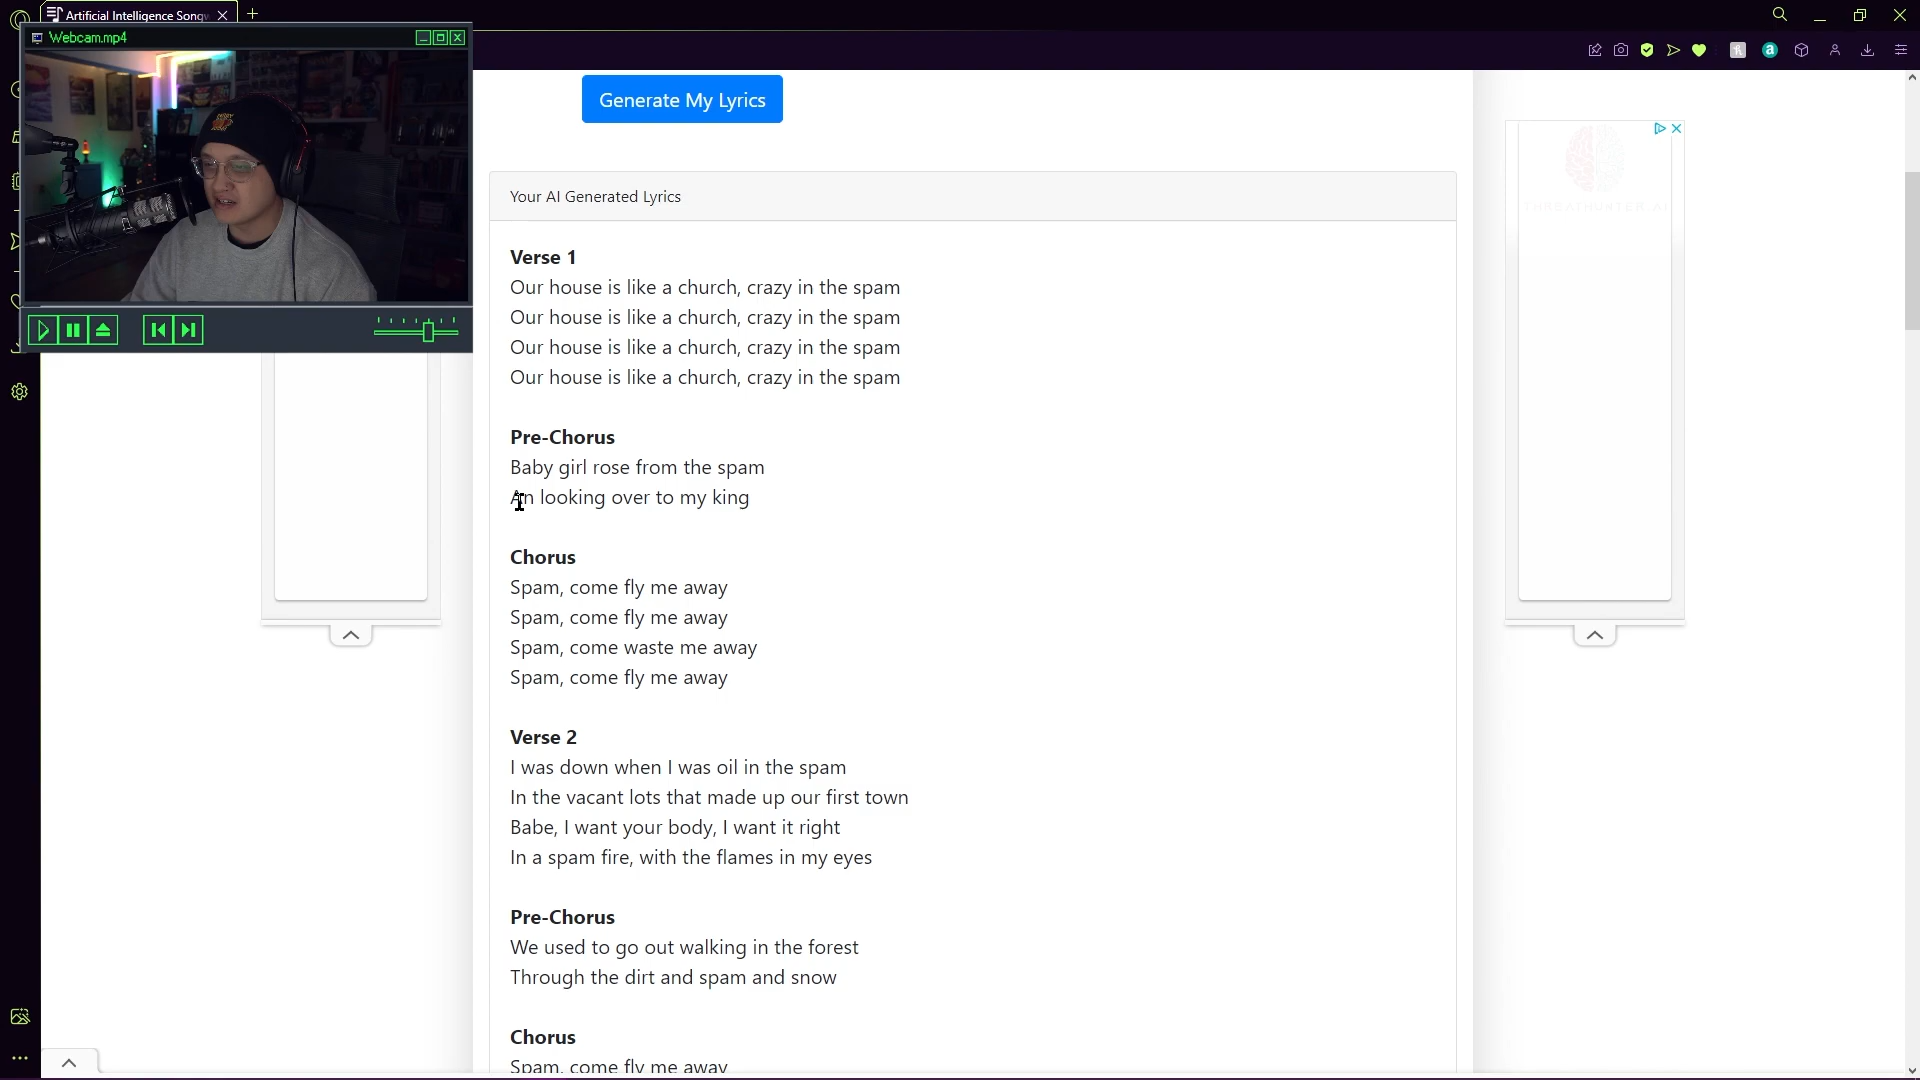 Artificial Intelligence Songw
Webcam.mp4
Generate My Lyrics
Your AI Generated Lyrics
Verse 1
Our house is like a church, crazy in the spam
Our house is like a church, crazy in the spam
Our house is like a church, crazy in the spam
Our house is like a church, crazy in the spam
Pre-Chorus
Baby girl rose from the spam
An looking over to my king
Chorus
Spam, come fly me away
Spam, come fly me away
Spam, come waste me away
Spam, come fly me away
Verse 2
I was down when I was oil in the spam
In the vacant lots that made up our first town
Babe, I want your body, I want it right
In a spam fire, with the flames in my eyes
Pre-Chorus
We used to go out walking in the forest
Through the dirt and spam and snow
Chorus
Spam, come fly me away